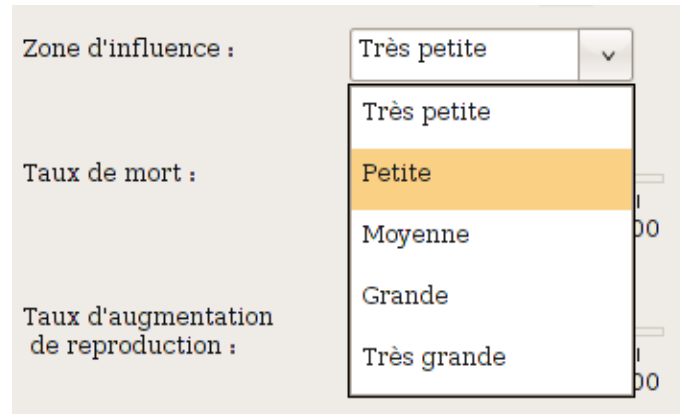 Zone d'influence :
Très petite
Très petite
Taux de mort :
Petite
Moyenne
Grande
Taux d'augmentation
de reproduction :
Très grande